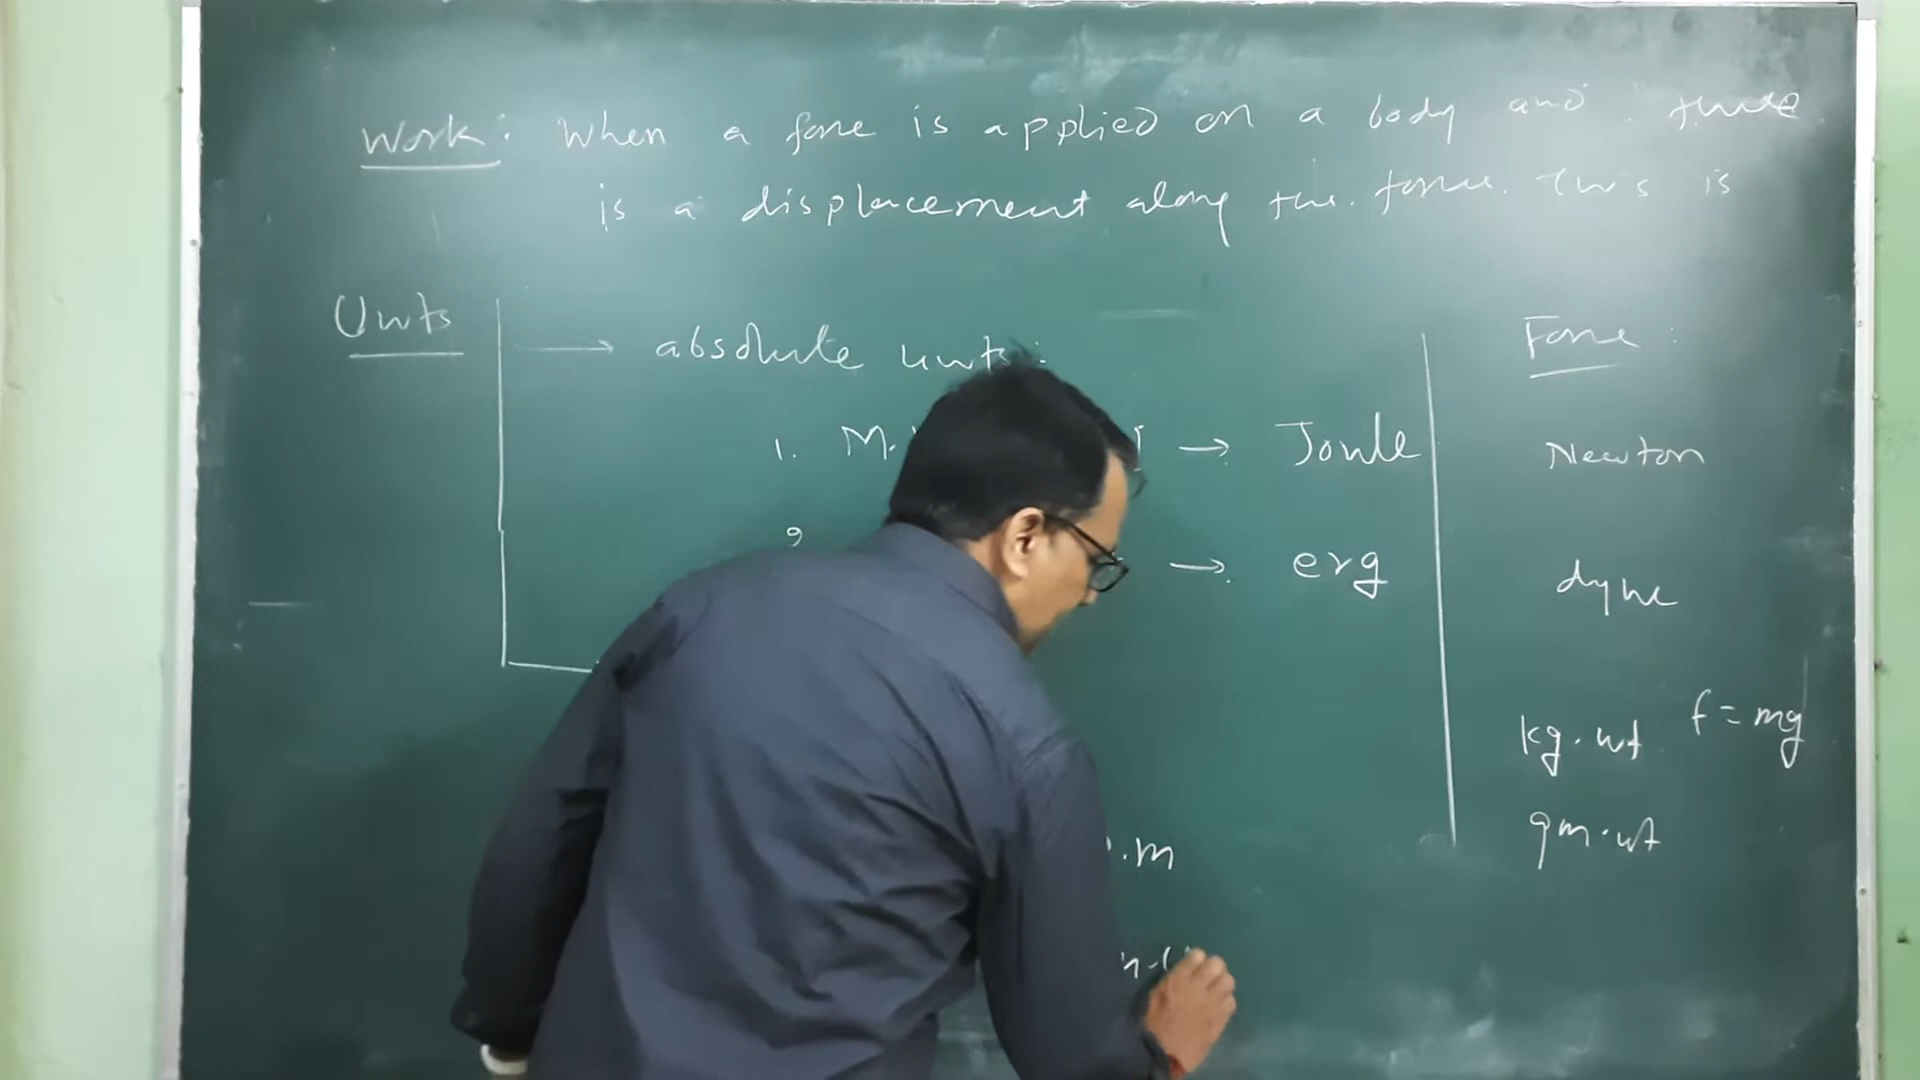 Work: When a force is applied on a body and there
is a displacement along the force. This is
Units
→ absolute units:
Force:
1. M. → Joule
Newton
2 → erg
dyne
kg.wt f = mg
.m
gm.wt